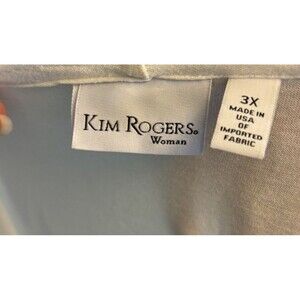 KIM ROGERS®
Woman
3X
MADE IN
USA
OF
IMPORTED
FABRIC